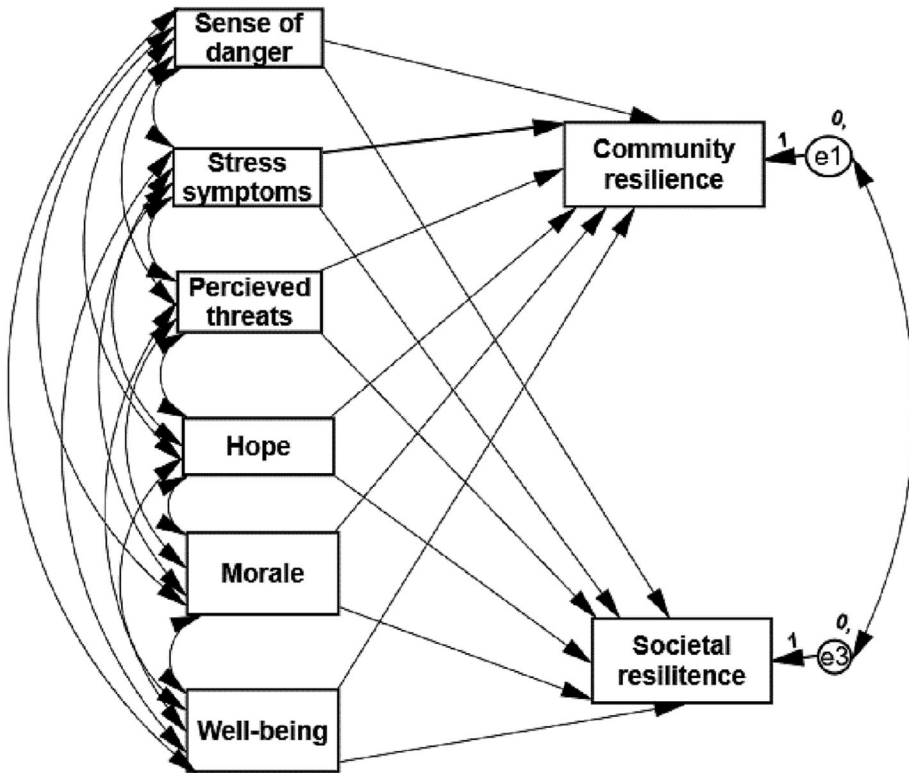 Sense of
danger
Stress
symptoms
Percieved
threats
Hope
Morale
Well-being
Community
resilience
1
0,
e1
Societal
resilitence
1
0,
e3